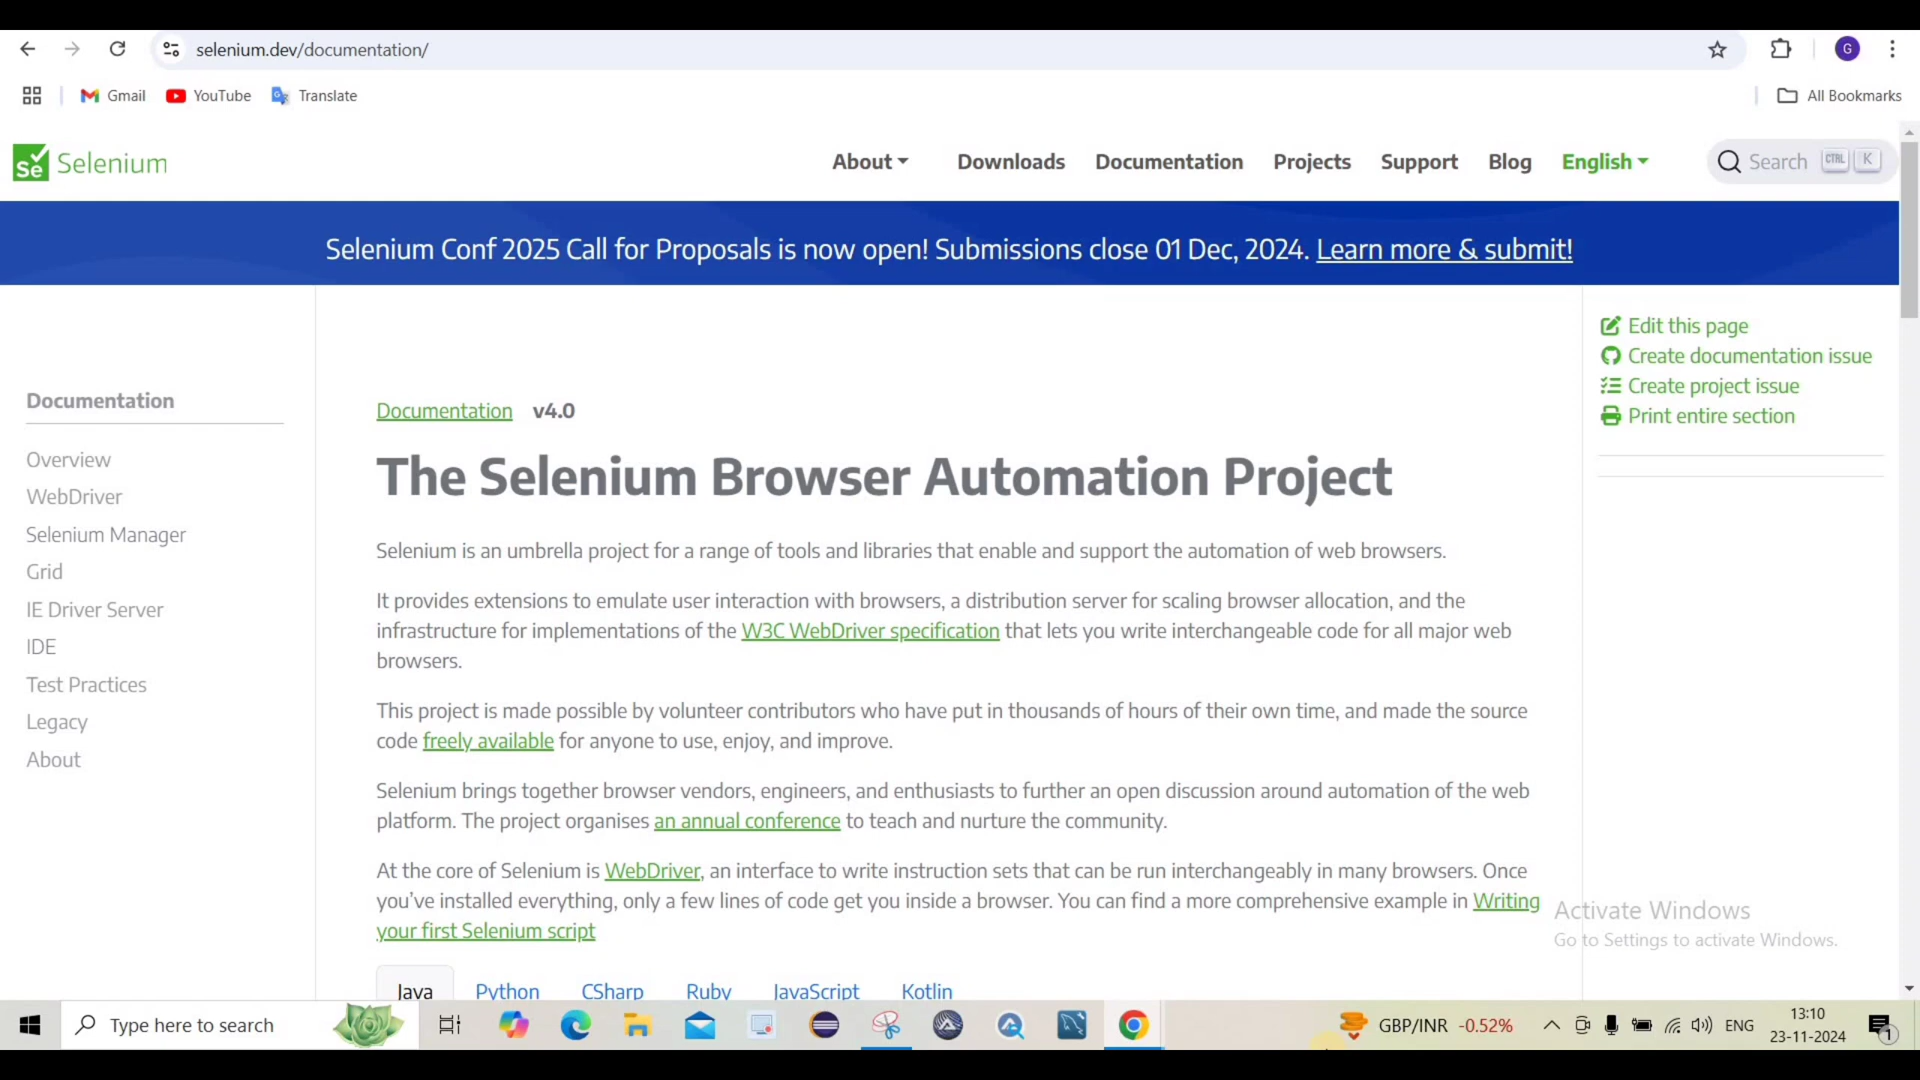 selenium.dev/documentation/
G
Gmail
YouTube
Translate
All Bookmarks
Se Selenium
About
Downloads
Documentation
Projects
Support
Blog
English
Search CTRL K
Selenium Conf 2025 Call for Proposals is now open! Submissions close 01 Dec, 2024. Learn more & submit!
Documentation
Overview
WebDriver
Selenium Manager
Grid
IE Driver Server
IDE
Test Practices
Legacy
About
Documentation v4.0
The Selenium Browser Automation Project
Selenium is an umbrella project for a range of tools and libraries that enable and support the automation of web browsers.
It provides extensions to emulate user interaction with browsers, a distribution server for scaling browser allocation, and the
infrastructure for implementations of the W3C WebDriver specification that lets you write interchangeable code for all major web
browsers.
This project is made possible by volunteer contributors who have put in thousands of hours of their own time, and made the source
code freely available for anyone to use, enjoy, and improve.
Selenium brings together browser vendors, engineers, and enthusiasts to further an open discussion around automation of the web
platform. The project organises an annual conference to teach and nurture the community.
At the core of Selenium is WebDriver, an interface to write instruction sets that can be run interchangeably in many browsers. Once
you've installed everything, only a few lines of code get you inside a browser. You can find a more comprehensive example in Writing
your first Selenium script
Java
Python
CSharp
Ruby
JavaScript
Kotlin
Edit this page
Create documentation issue
Create project issue
Print entire section
Activate Windows
Go to Settings to activate Windows.
Type here to search
GBP/INR -0.52%
ENG
13:10
23-11-2024
1